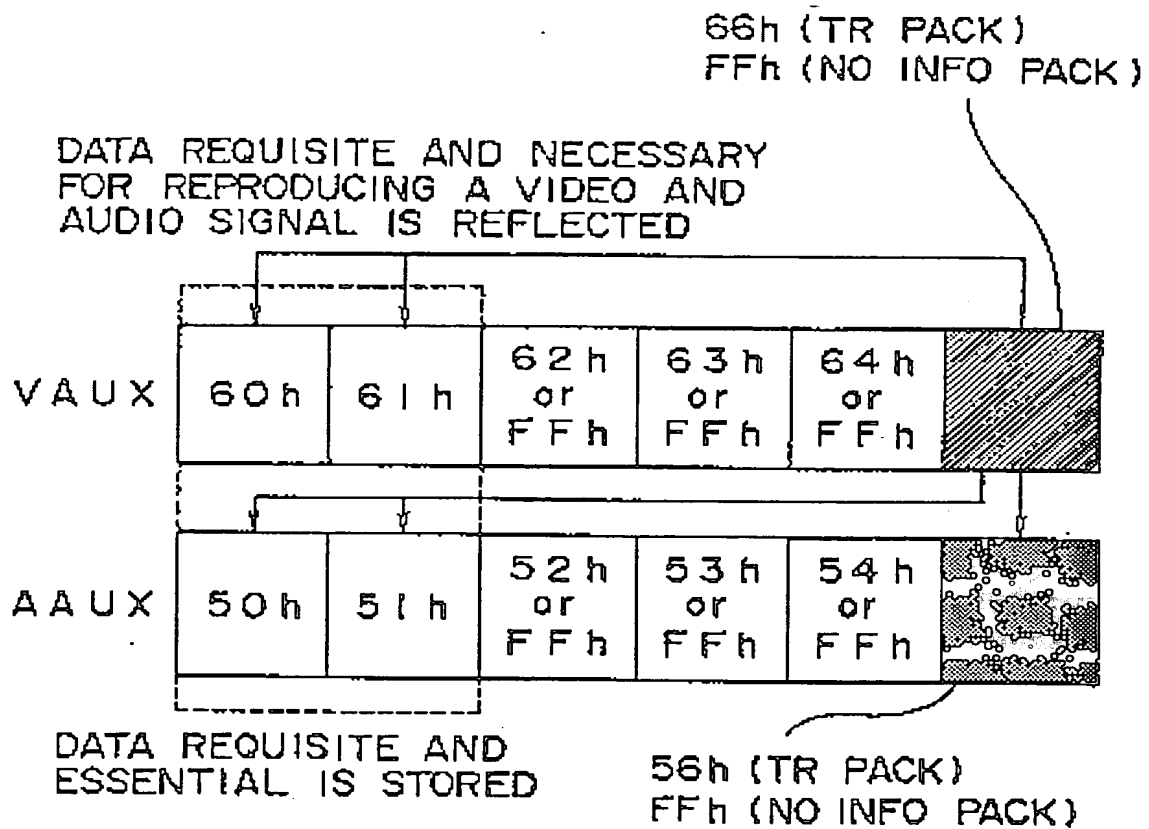 66h (TR PACK)
FFh (NO INFO PACK)
DATA REQUISITE AND NECESSARY
FOR REPRODUCING A VIDEO AND
AUDIO SIGNAL IS REFLECTED
VAUX
60h
61h
62h
or
FFh
63h
or
FFh
64h
or
FFh
AAUX
50h
51h
52h
or
FFh
53h
or
FFh
54h
or
FFh
DATA REQUISITE AND
ESSENTIAL IS STORED
56h (TR PACK)
FFh (NO INFO PACK)